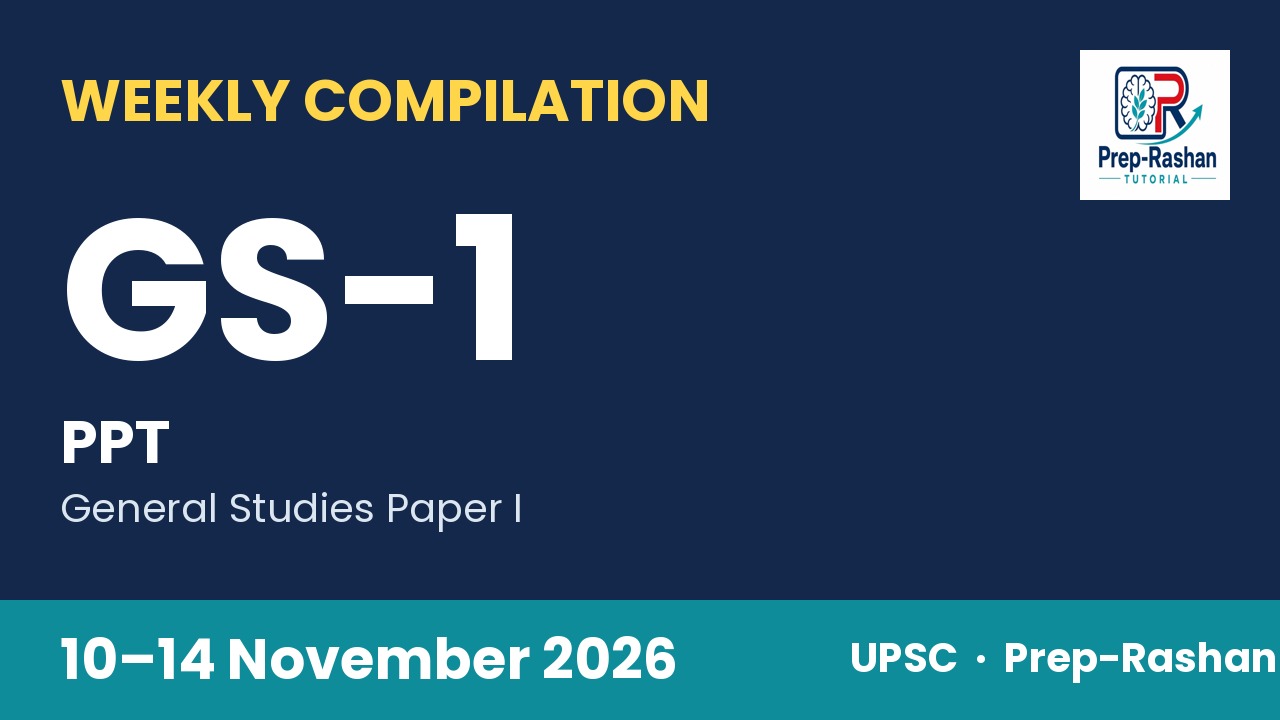 WEEKLY COMPILATION
Prep-Rashan
TUTORIAL
GS-1
PPT
General Studies Paper I
10–14 November 2026
UPSC · Prep-Rashan